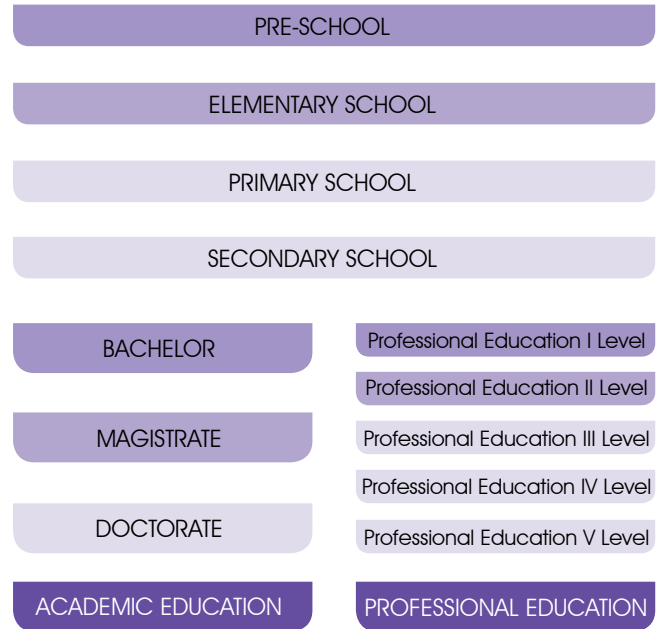 PRE-SCHOOL
ELEMENTARY SCHOOL
PRIMARY SCHOOL
SECONDARY SCHOOL
BACHELOR
MAGISTRATE
DOCTORATE
ACADEMIC EDUCATION
Professional Education I Level
Professional Education II Level
Professional Education III Level
Professional Education IV Level
Professional Education V Level
PROFESSIONAL EDUCATION